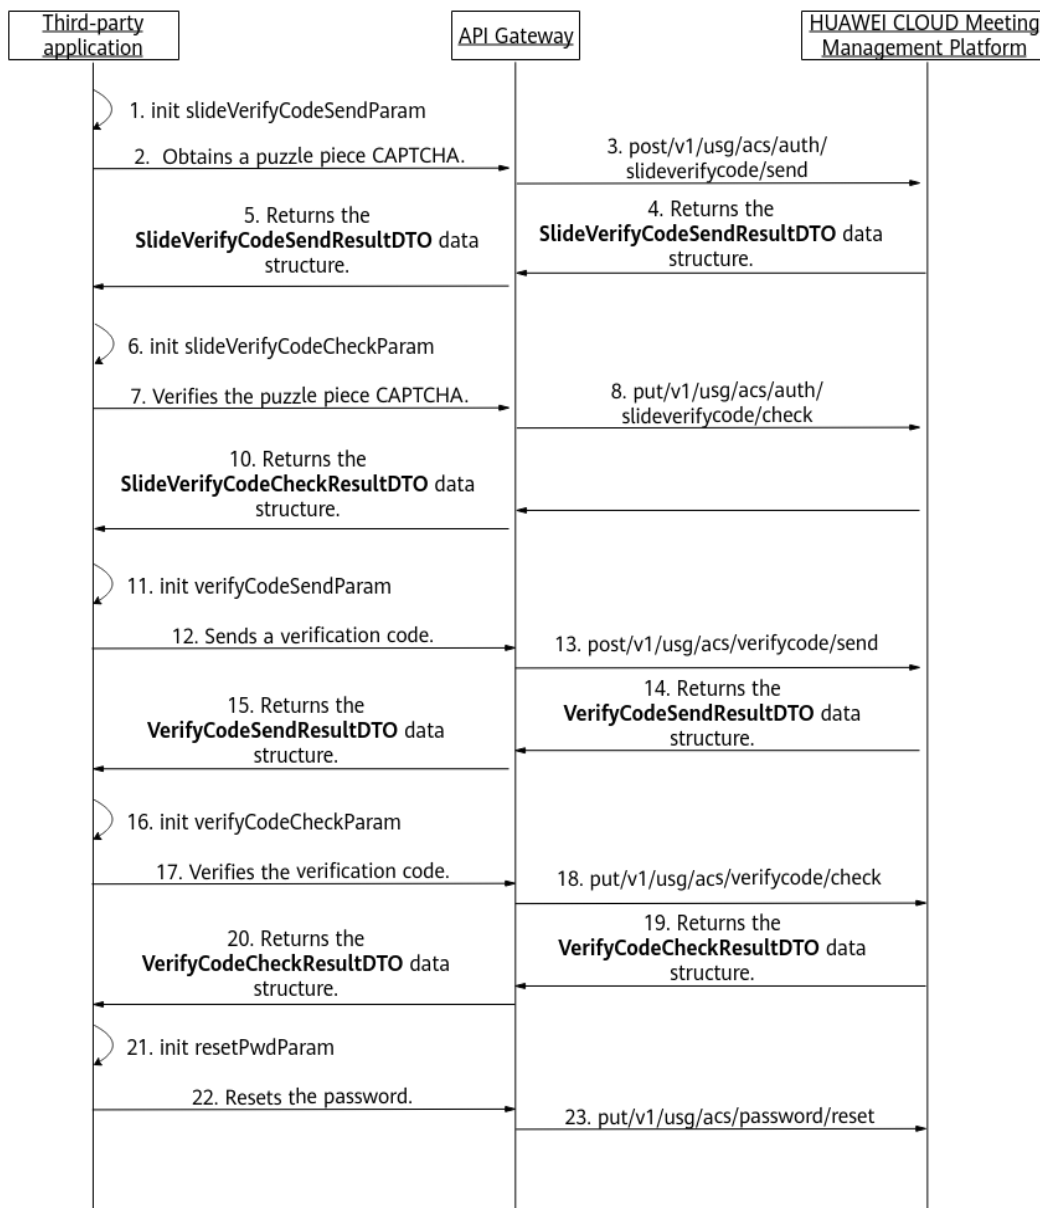 Third-party
application
API Gateway
HUAWEI CLOUD Meeting
Management Platform
1. init slideVerifyCodeSendParam
2. Obtains a puzzle piece CAPTCHA.
3. post/v1/usg/acs/auth/
slideverifycode/send
4. Returns the
SlideVerifyCodeSendResultDTO data
structure.
5. Returns the
SlideVerifyCodeSendResultDTO data
structure.
6. init slideVerifyCodeCheckParam
7. Verifies the puzzle piece CAPTCHA.
8. put/v1/usg/acs/auth/
slideverifycode/check
10. Returns the
SlideVerifyCodeCheckResultDTO data
structure.
11. init verifyCodeSendParam
12. Sends a verification code.
13. post/v1/usg/acs/verifycode/send
14. Returns the
VerifyCodeSendResultDTO data
structure.
15. Returns the
VerifyCodeSendResultDTO data
structure.
16. init verifyCodeCheckParam
17. Verifies the verification code.
18. put/v1/usg/acs/verifycode/check
19. Returns the
VerifyCodeCheckResultDTO data
structure.
20. Returns the
VerifyCodeCheckResultDTO data
structure.
21. init resetPwdParam
22. Resets the password.
23. put/v1/usg/acs/password/reset